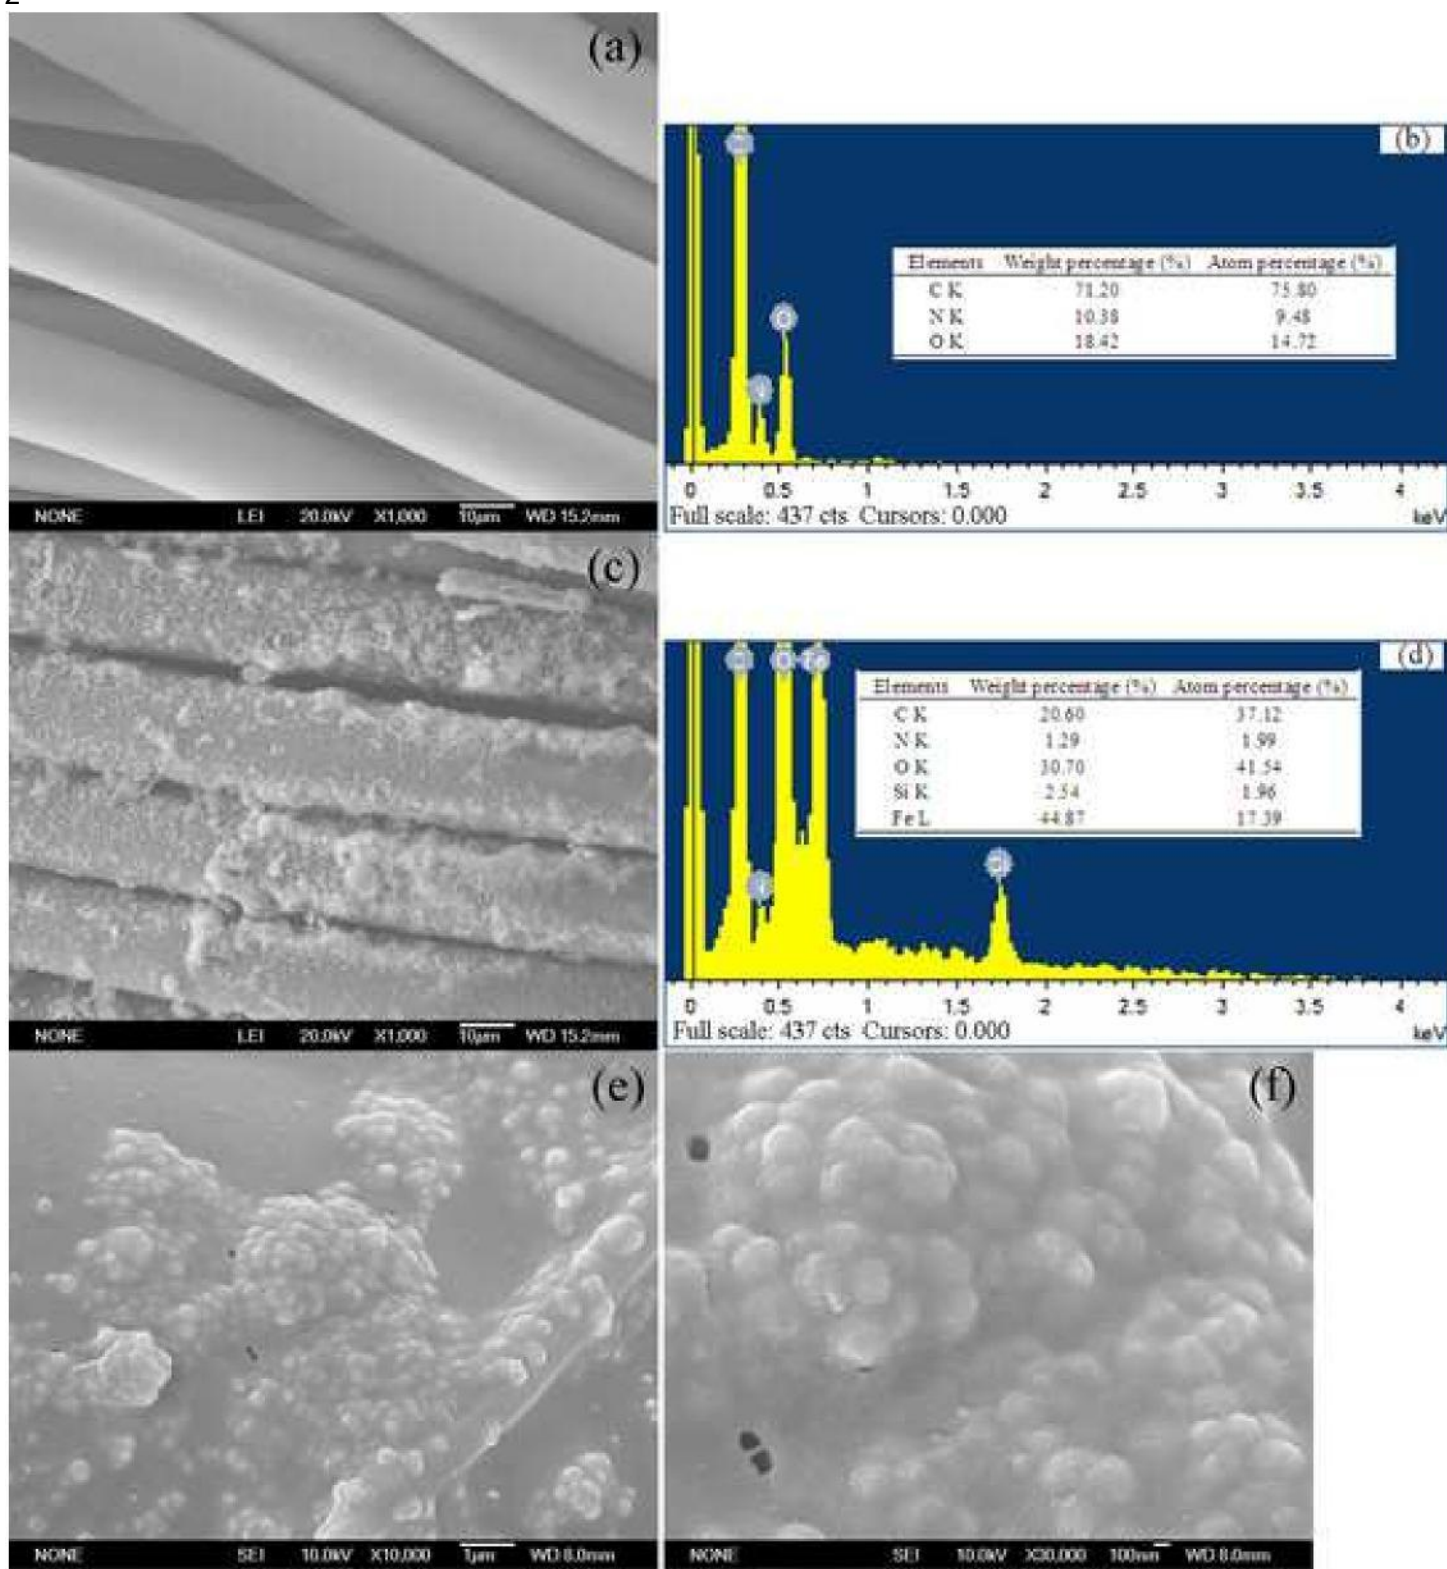 2
(a)
NONE LEI 20.0kV X1,000 10μm WD 15.2mm
(b)
O
Elements Weight percentage (%) Atom percentage (%)
C K 71.20 75.80
N K 10.38 9.48
O K 18.42 14.72
0 0.5 1 1.5 2 2.5 3 3.5 4
Full scale: 437 cts Cursors: 0.000 keV
(c)
NONE LEI 20.0kV X1,000 10μm WD 15.2mm
(d)
O Fe
Elements Weight percentage (%) Atom percentage (%)
C K 20.60 37.12
N K 1.29 1.99
O K 30.70 41.54
Si K 2.54 1.96
Fe L 44.87 17.39
0 0.5 1 1.5 2 2.5 3 3.5 4
Full scale: 437 cts Cursors: 0.000 keV
(e)
NONE SEI 10.0kV X10,000 1μm WD 8.0mm
(f)
NONE SEI 10.0kV X30,000 100nm WD 8.0mm